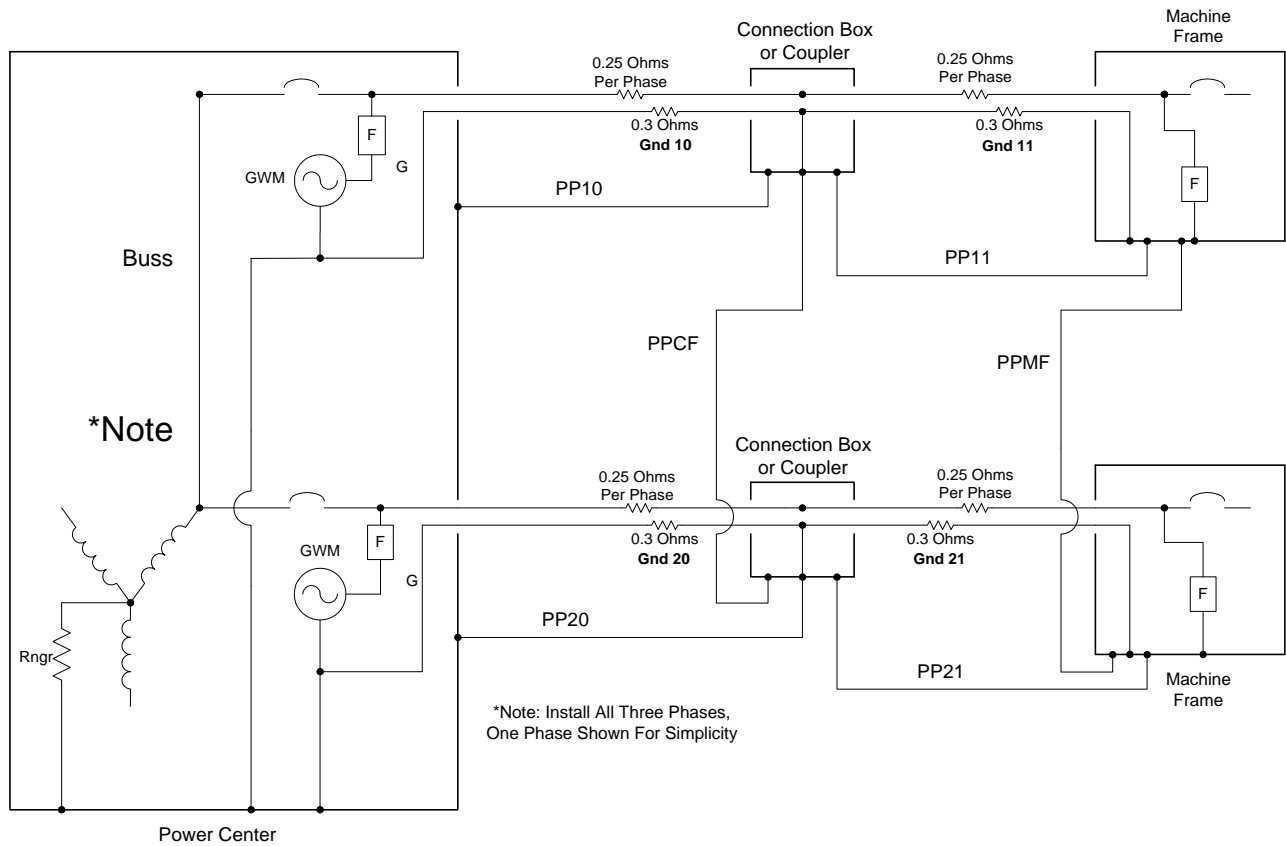 Machine
Frame
Connection Box
or Coupler
0.25 Ohms
Per Phase
0.25 Ohms
Per Phase
F
0.3 Ohms
Gnd 10
0.3 Ohms
Gnd 11
G
GWM
F
PP10
Buss
PP11
PPCF
PPMF
*Note
Connection Box
or Coupler
0.25 Ohms
Per Phase
0.25 Ohms
Per Phase
F
GWM
0.3 Ohms
Gnd 20
0.3 Ohms
Gnd 21
G
F
PP20
Rngr
PP21
Machine
Frame
*Note: Install All Three Phases,
One Phase Shown For Simplicity
Power Center